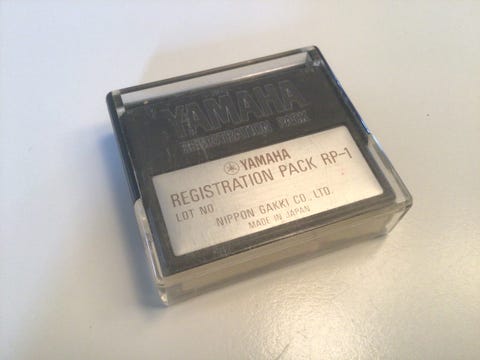 YAMAHA
REGISTRATION PACK
YAMAHA
REGISTRATION PACK RP-1
LOT NO.
NIPPON GAKKI CO., LTD.
MADE IN JAPAN